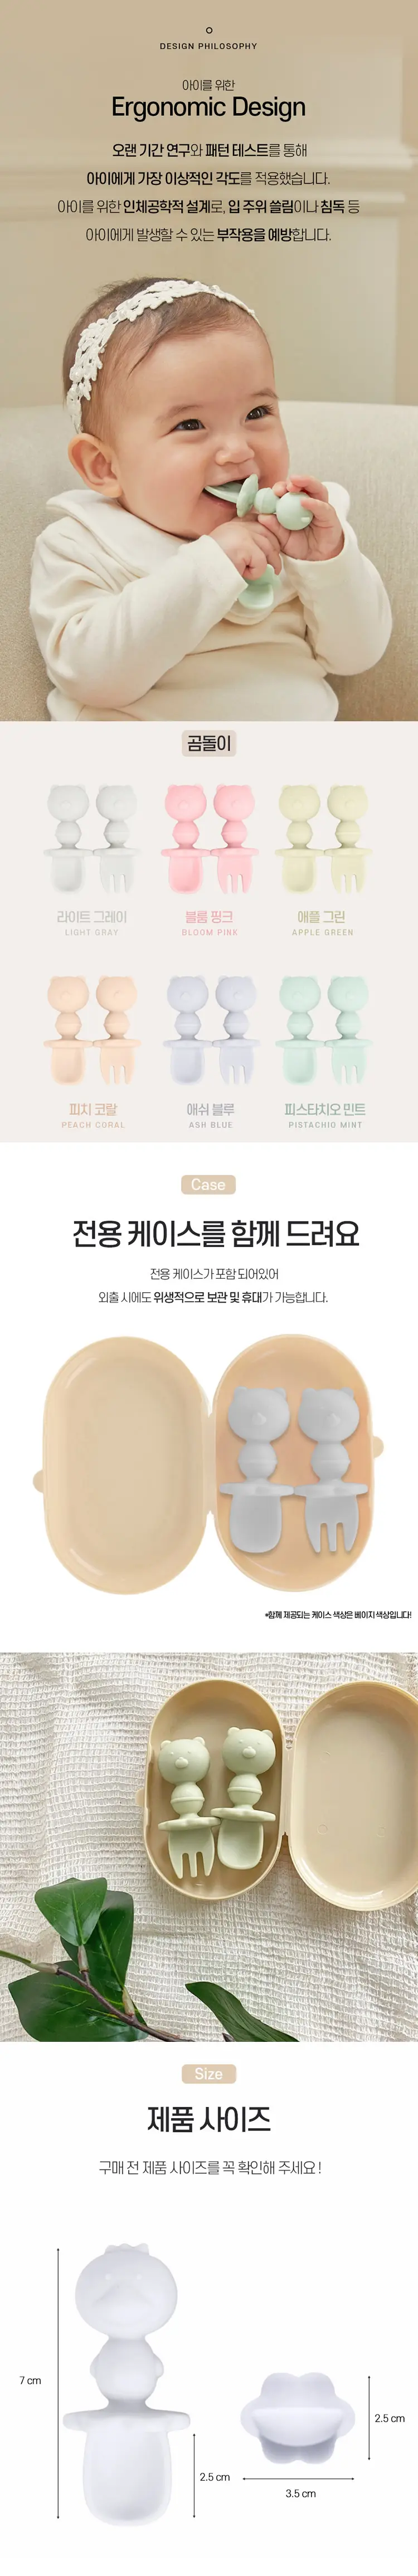 DESIGN PHILOSOPHY
아이를 위한
Ergonomic Design
오랜 기간 연구와 패턴 테스트를 통해
아이에게 가장 이상적인 각도를 적용했습니다.
아이를 위한 인체공학적 설계로, 입 주위 쓸림이나 침독 등
아이에게 발생할 수 있는 부작용을 예방합니다.
곰돌이
라이트 그레이
LIGHT GRAY
블룸 핑크
BLOOM PINK
애플 그린
APPLE GREEN
피치 코랄
PEACH CORAL
애쉬 블루
ASH BLUE
피스타치오 민트
PISTACHIO MINT
Case
전용 케이스를 함께 드려요
전용 케이스가 포함 되어있어
외출 시에도 위생적으로 보관 및 휴대가 가능합니다.
*함께 제공되는 케이스 색상은 베이지 색상입니다!
Size
제품 사이즈
구매 전 제품 사이즈를 꼭 확인해 주세요 !
7 cm
2.5 cm
2.5 cm
3.5 cm